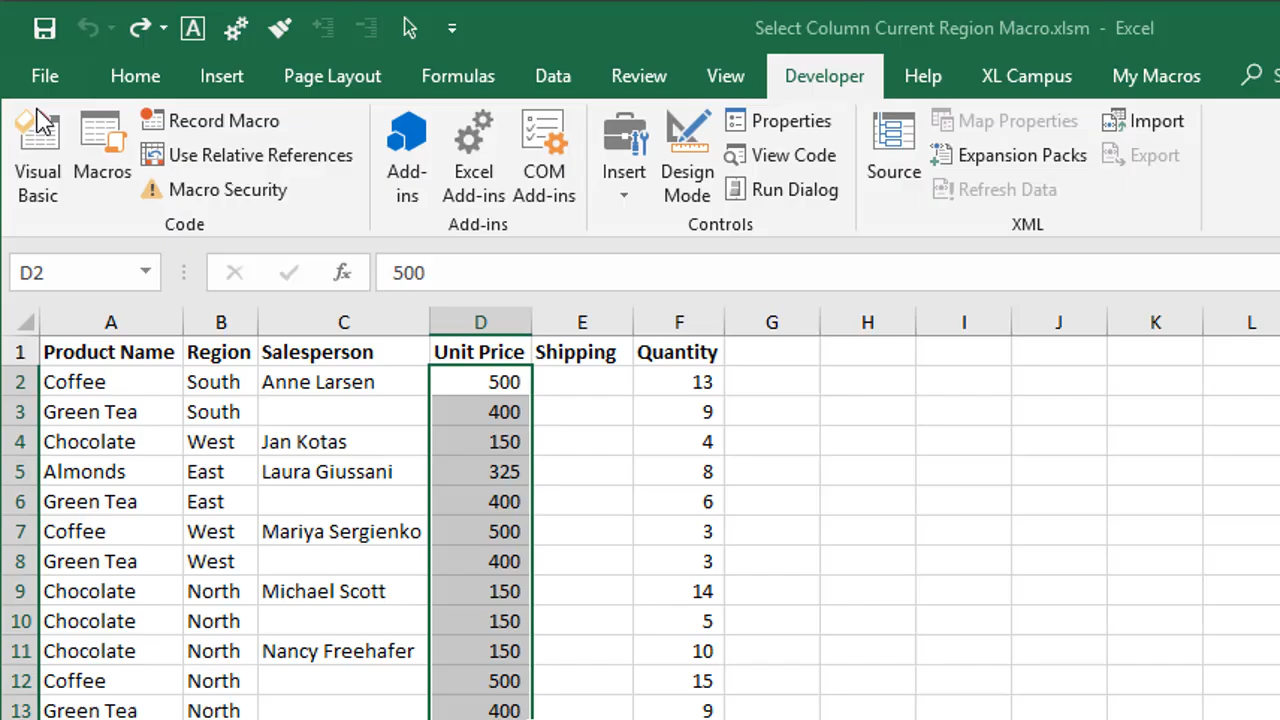 Select Column Current Region Macro.xlsm - Excel
File Home Insert Page Layout Formulas Data Review View Developer Help XL Campus My Macros S
Visual Basic
Macros
Record Macro
Use Relative References
Macro Security
Code
Add-ins
Excel Add-ins
COM Add-ins
Add-ins
Insert
Design Mode
Properties
View Code
Run Dialog
Controls
Source
Map Properties
Expansion Packs
Refresh Data
Import
Export
XML
D2 fx 500
A B C D E F G H I J K L
1 Product Name Region Salesperson Unit Price Shipping Quantity
2 Coffee South Anne Larsen 500 13
3 Green Tea South 400 9
4 Chocolate West Jan Kotas 150 4
5 Almonds East Laura Giussani 325 8
6 Green Tea East 400 6
7 Coffee West Mariya Sergienko 500 3
8 Green Tea West 400 3
9 Chocolate North Michael Scott 150 14
10 Chocolate North 150 5
11 Chocolate North Nancy Freehafer 150 10
12 Coffee North 500 15
13 Green Tea North 400 9